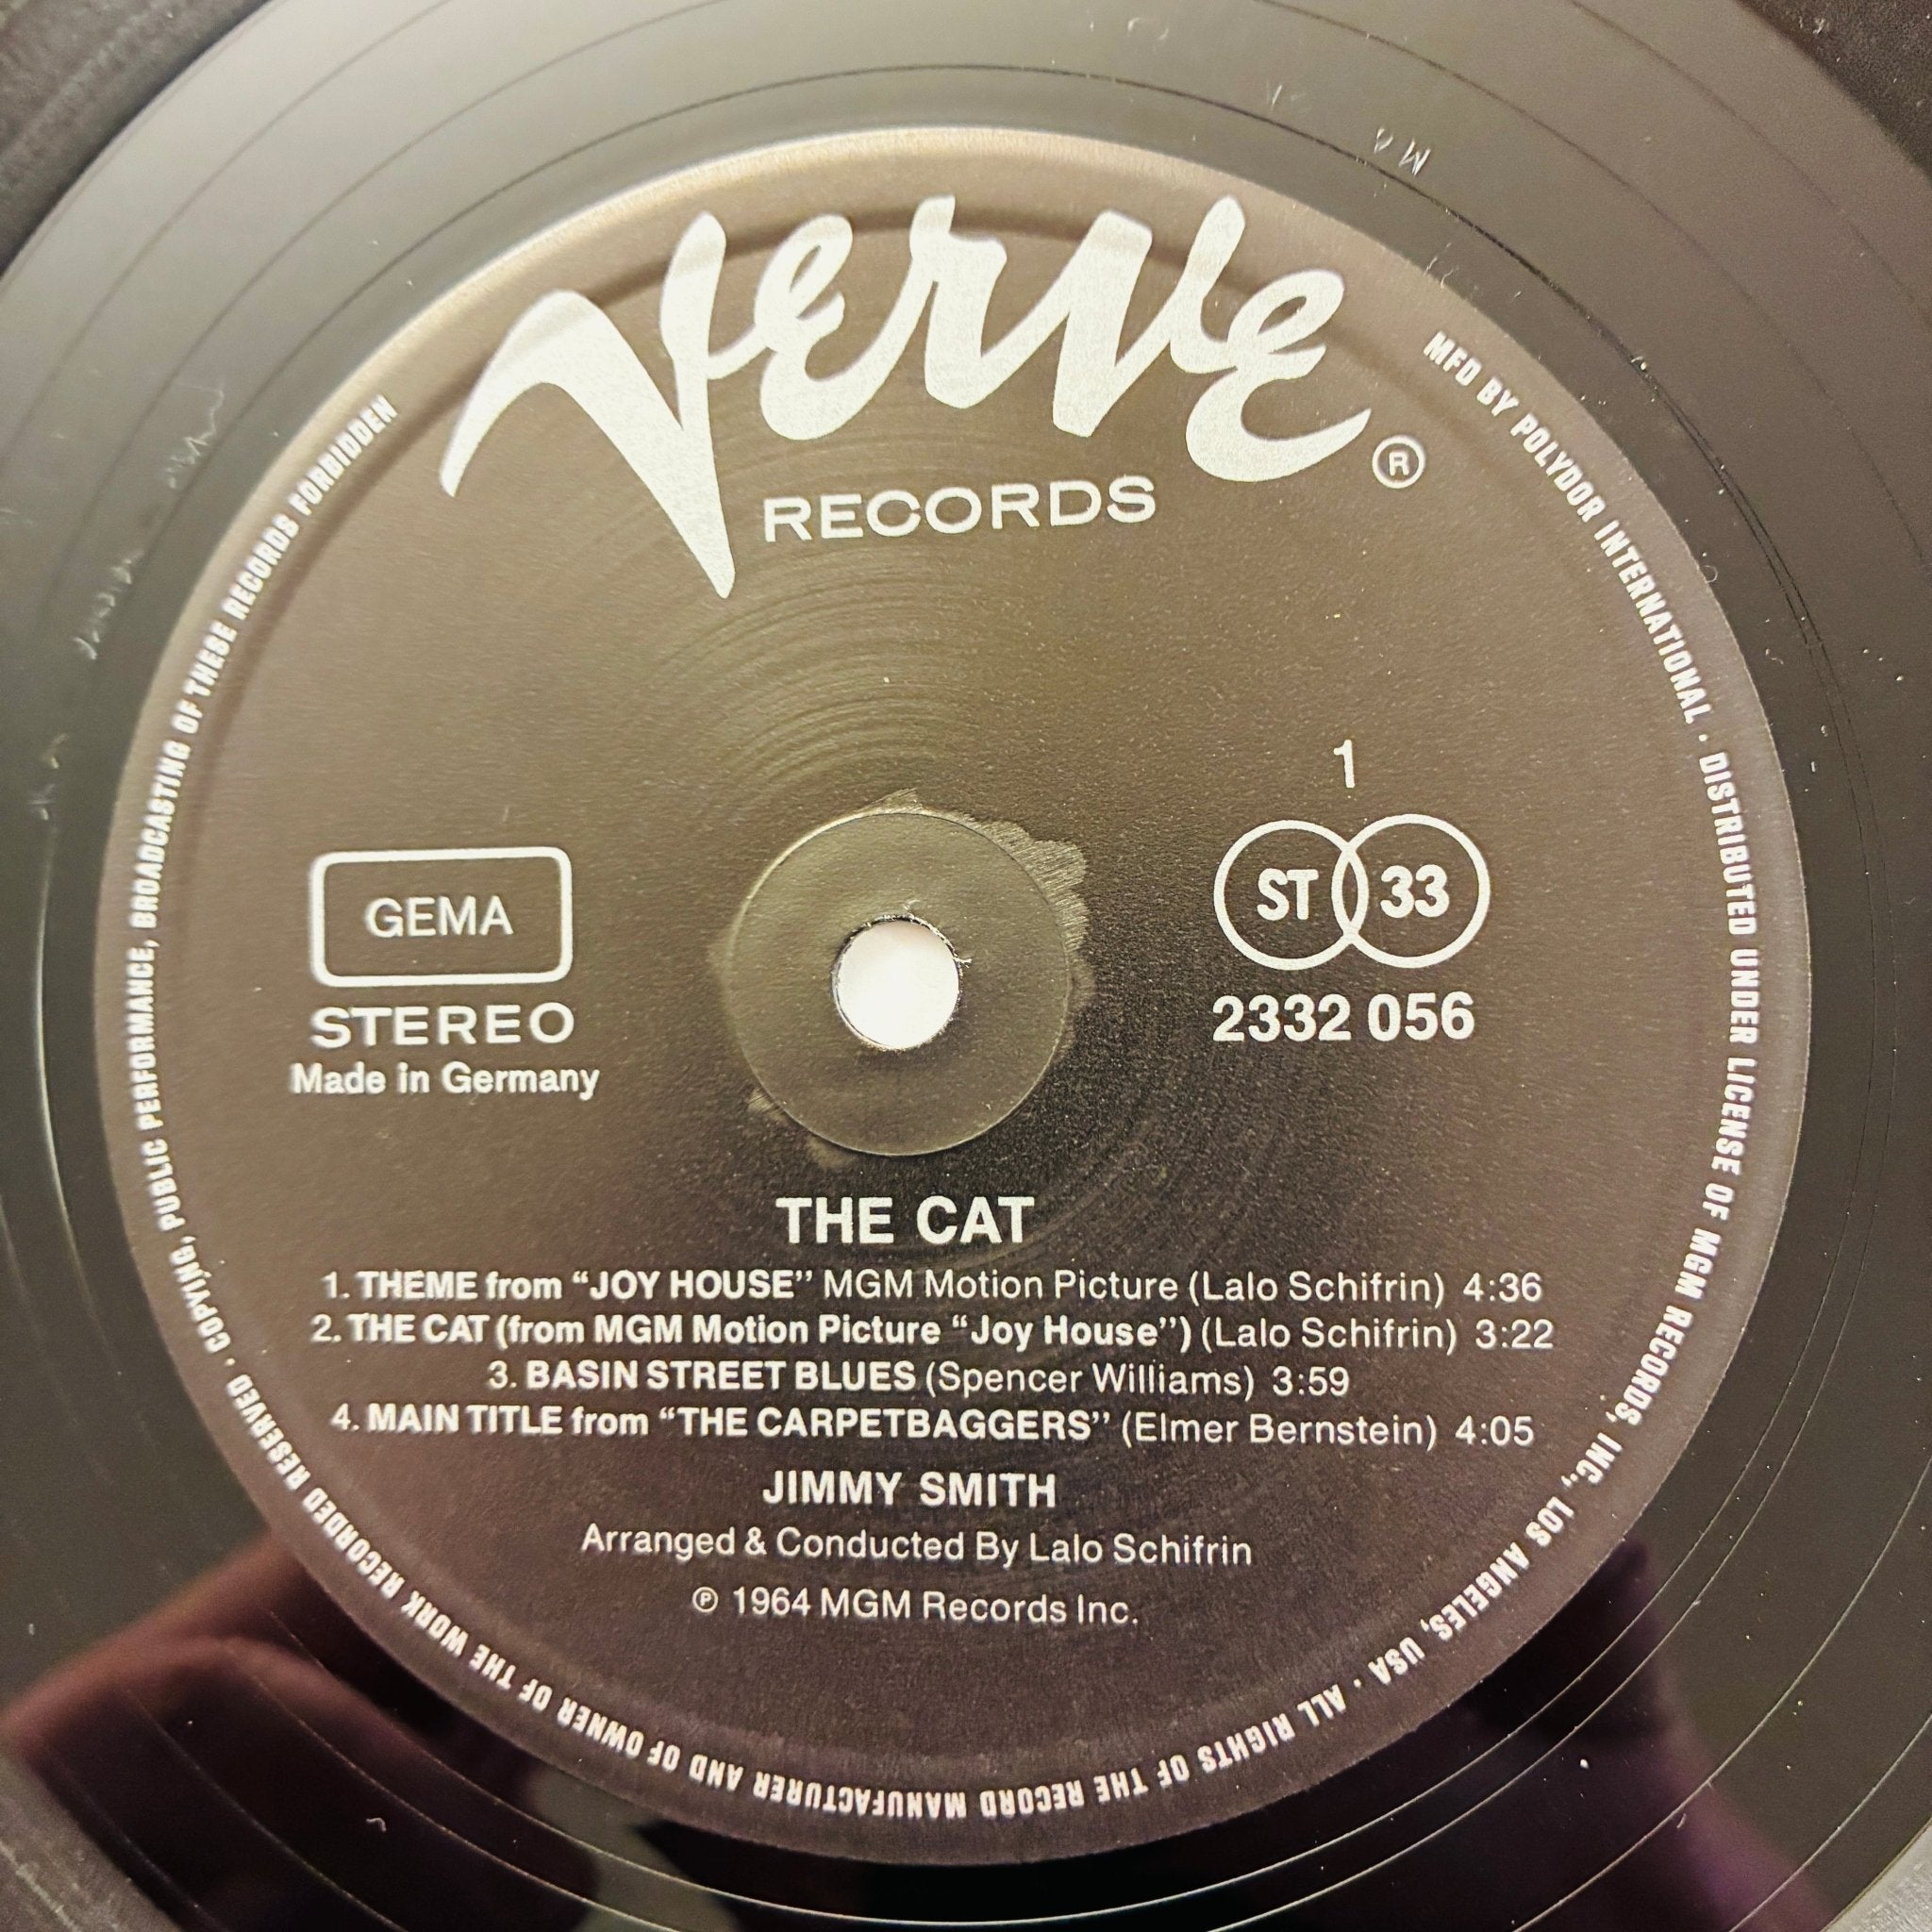 Verve ®
RECORDS
1
GEMA
ST 33
STEREO
2332 056
Made in Germany
THE CAT
1. THEME from “JOY HOUSE” MGM Motion Picture (Lalo Schifrin) 4:36
2. THE CAT (from MGM Motion Picture “Joy House”) (Lalo Schifrin) 3:22
3. BASIN STREET BLUES (Spencer Williams) 3:59
4. MAIN TITLE from “THE CARPETBAGGERS” (Elmer Bernstein) 4:05
JIMMY SMITH
Arranged & Conducted By Lalo Schifrin
℗ 1964 MGM Records Inc.
MFD BY POLYDOR INTERNATIONAL · DISTRIBUTED UNDER LICENSE OF MGM RECORDS, INC., LOS ANGELES, USA · ALL RIGHTS OF THE RECORD MANUFACTURER AND OF OWNER OF THE WORK RECORDED RESERVED · COPYING, PUBLIC PERFORMANCE, BROADCASTING OF THESE RECORDS FORBIDDEN